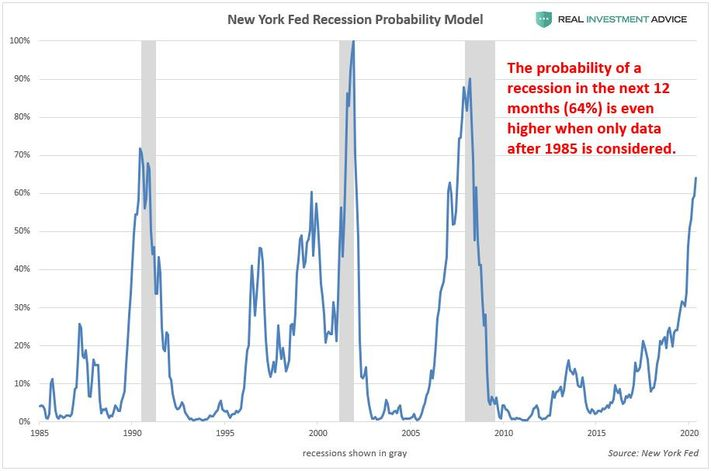 New York Fed Recession Probability Model
REAL INVESTMENT ADVICE
100%
90%
80%
70%
60%
50%
40%
30%
20%
10%
0%
The probability of a
recession in the next 12
months (64%) is even
higher when only data
after 1985 is considered.
1985 1990 1995 2000 2005 2010 2015 2020
recessions shown in gray
Source: New York Fed